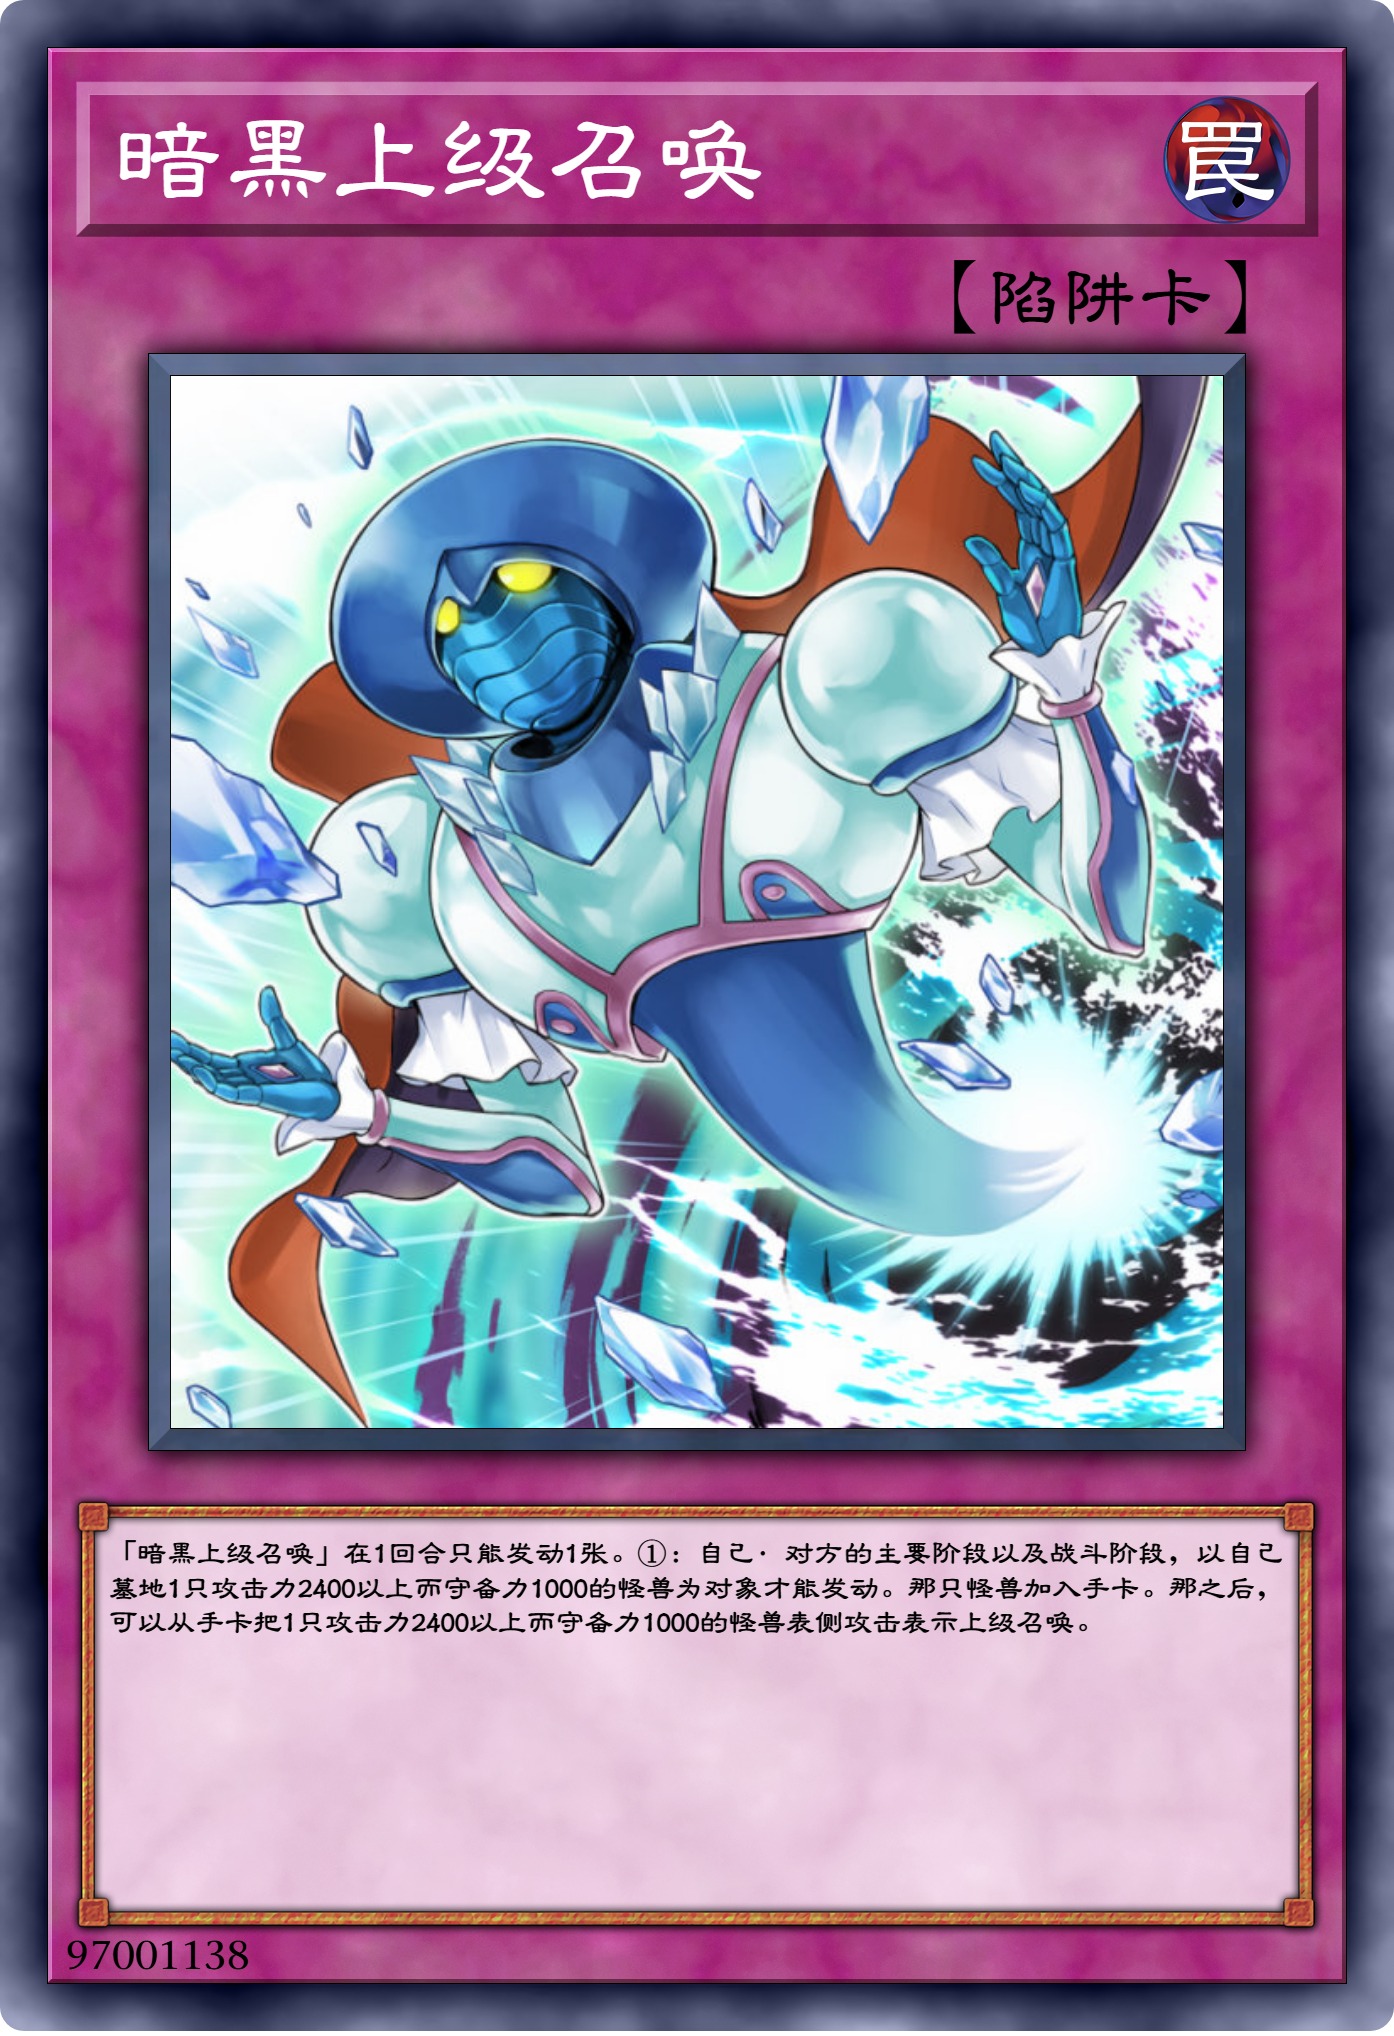 暗黑上级召唤
罠
【陷阱卡】
「暗黑上级召唤」在1回合只能发动1张。①：自己·对方的主要阶段以及战斗阶段，以自己
墓地1只攻击力2400以上而守备力1000的怪兽为对象才能发动。那只怪兽加入手卡。那之后，
可以从手卡把1只攻击力2400以上而守备力1000的怪兽表侧攻击表示上级召唤。
97001138